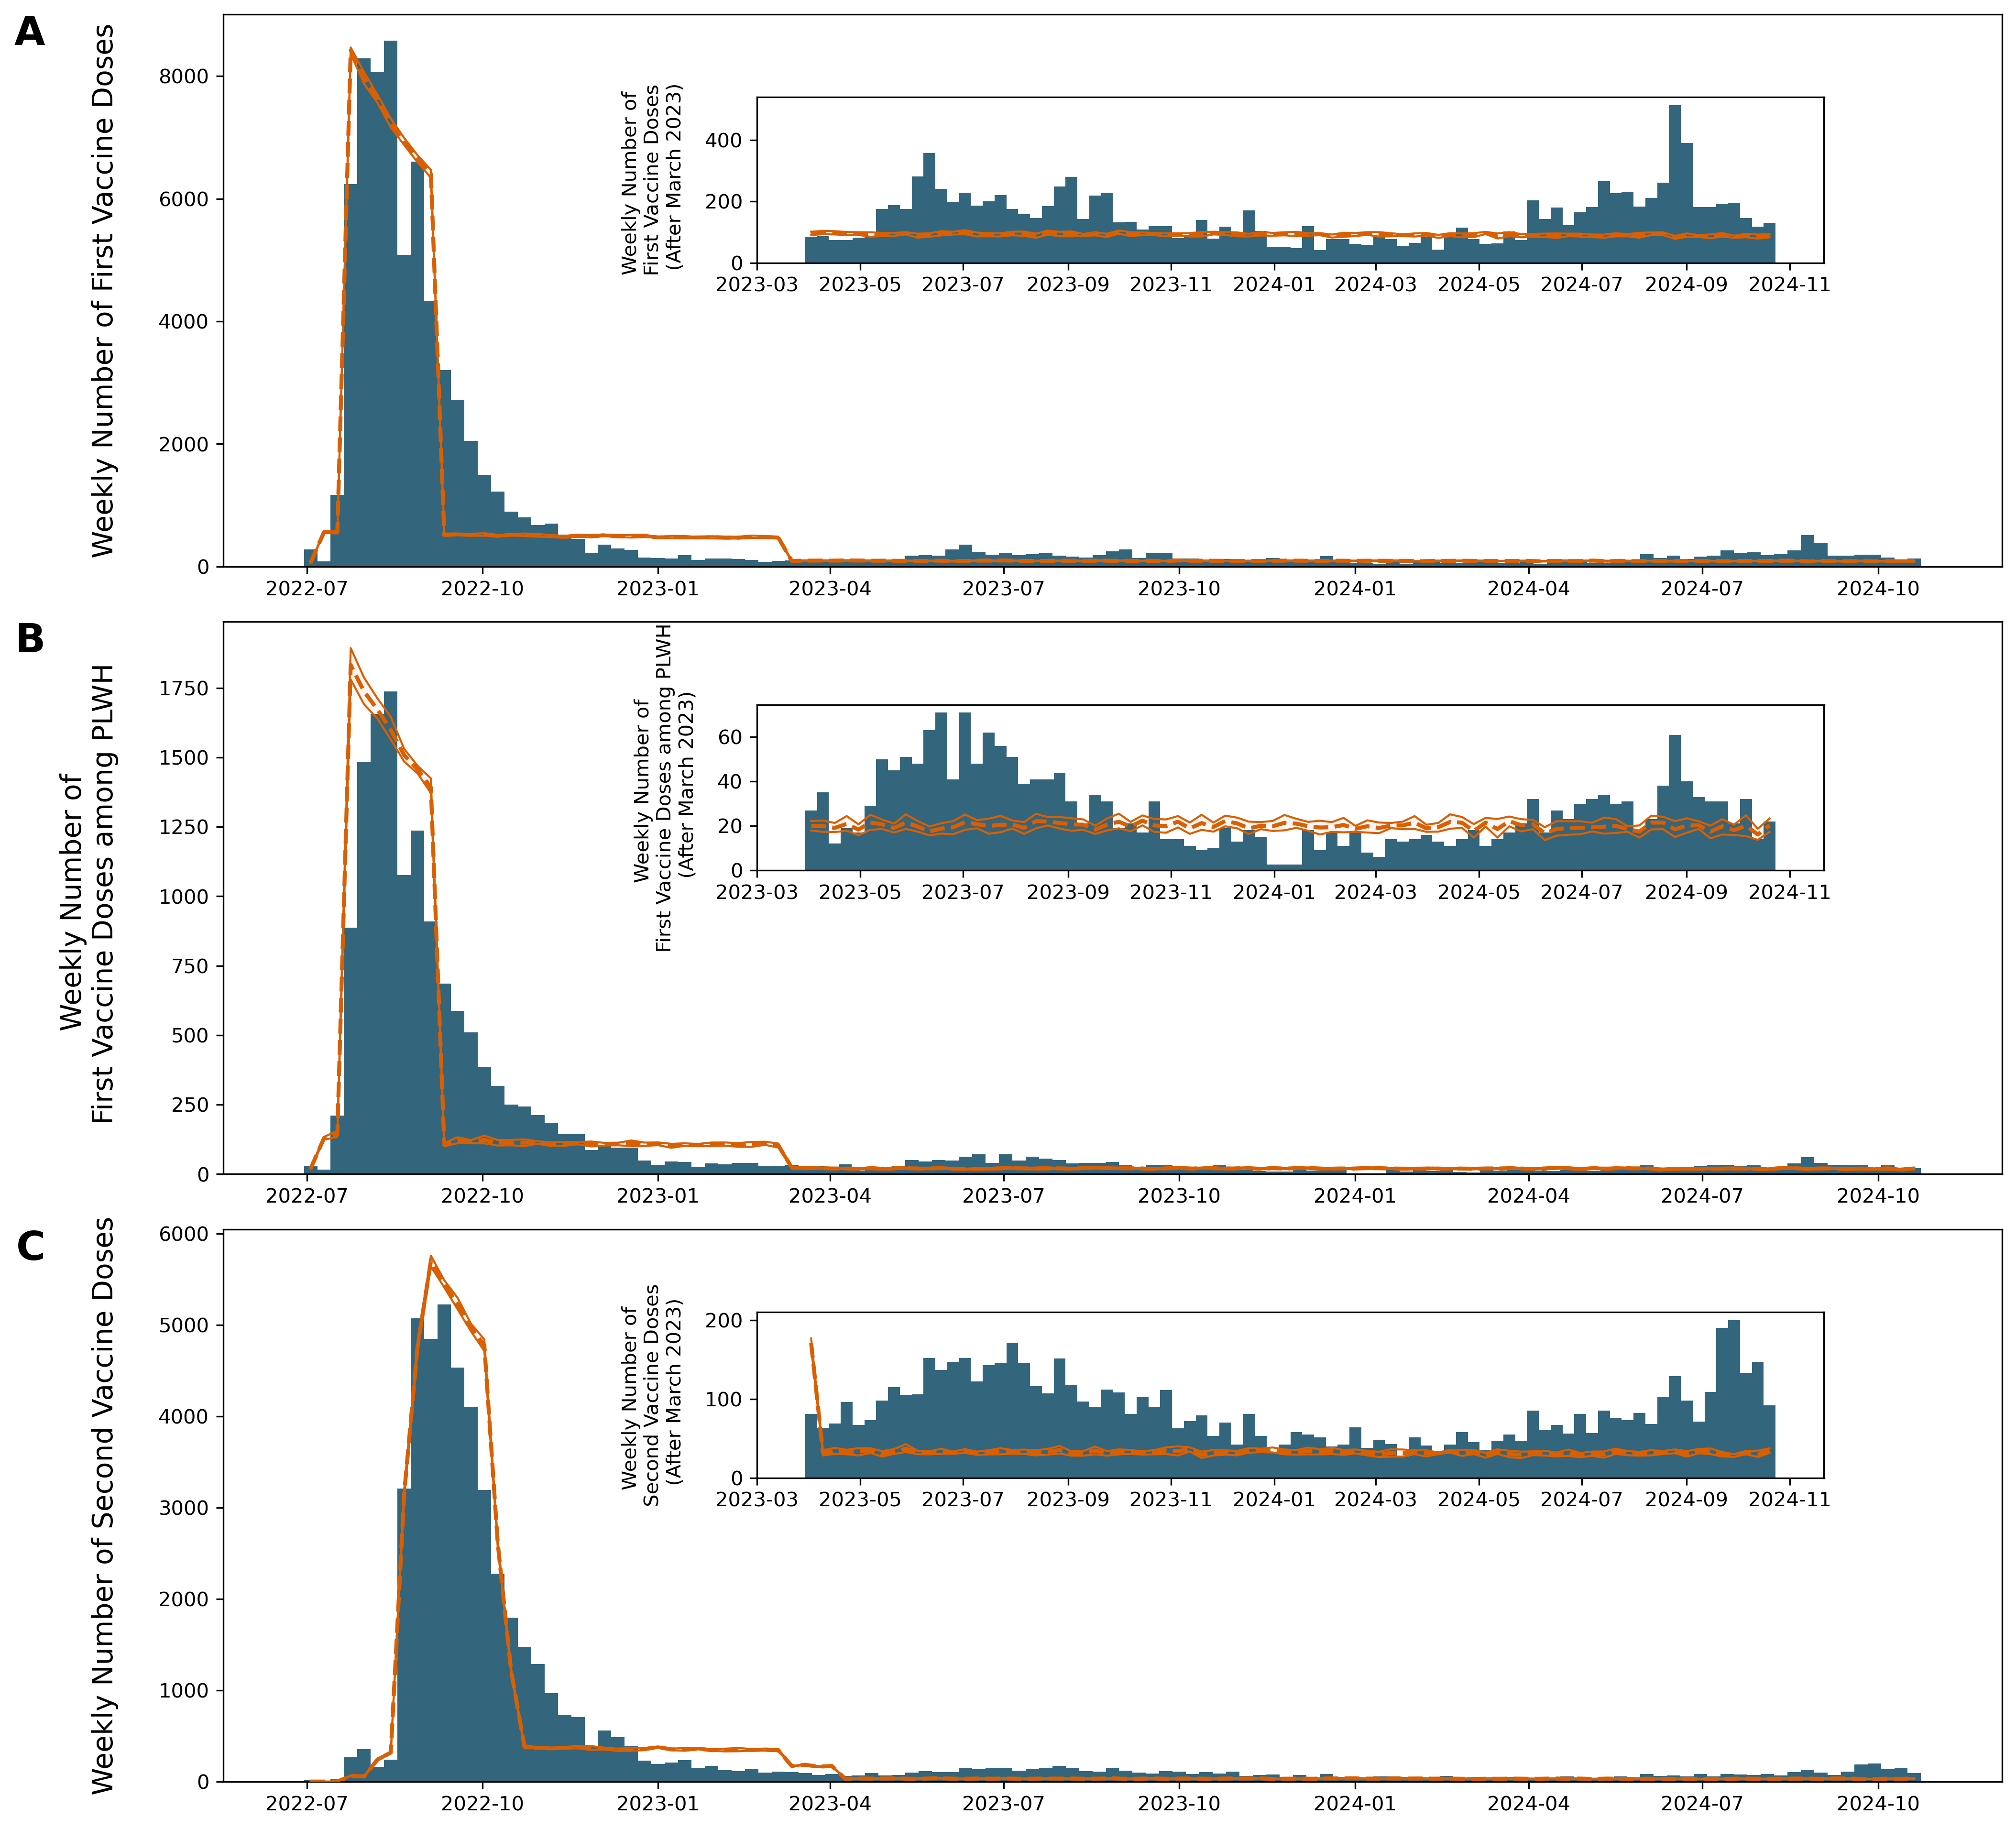 A
Weekly Number of First Vaccine Doses
8000
6000
4000
2000
0
2022-07 2022-10 2023-01 2023-04 2023-07 2023-10 2024-01 2024-04 2024-07 2024-10
Weekly Number of
First Vaccine Doses
(After March 2023)
400
200
0
2023-03 2023-05 2023-07 2023-09 2023-11 2024-01 2024-03 2024-05 2024-07 2024-09 2024-11
B
Weekly Number of
First Vaccine Doses among PLWH
1750
1500
1250
1000
750
500
250
0
2022-07 2022-10 2023-01 2023-04 2023-07 2023-10 2024-01 2024-04 2024-07 2024-10
Weekly Number of
First Vaccine Doses among PLWH
(After March 2023)
60
40
20
0
2023-03 2023-05 2023-07 2023-09 2023-11 2024-01 2024-03 2024-05 2024-07 2024-09 2024-11
C
Weekly Number of Second Vaccine Doses
6000
5000
4000
3000
2000
1000
0
2022-07 2022-10 2023-01 2023-04 2023-07 2023-10 2024-01 2024-04 2024-07 2024-10
Weekly Number of
Second Vaccine Doses
(After March 2023)
200
100
0
2023-03 2023-05 2023-07 2023-09 2023-11 2024-01 2024-03 2024-05 2024-07 2024-09 2024-11